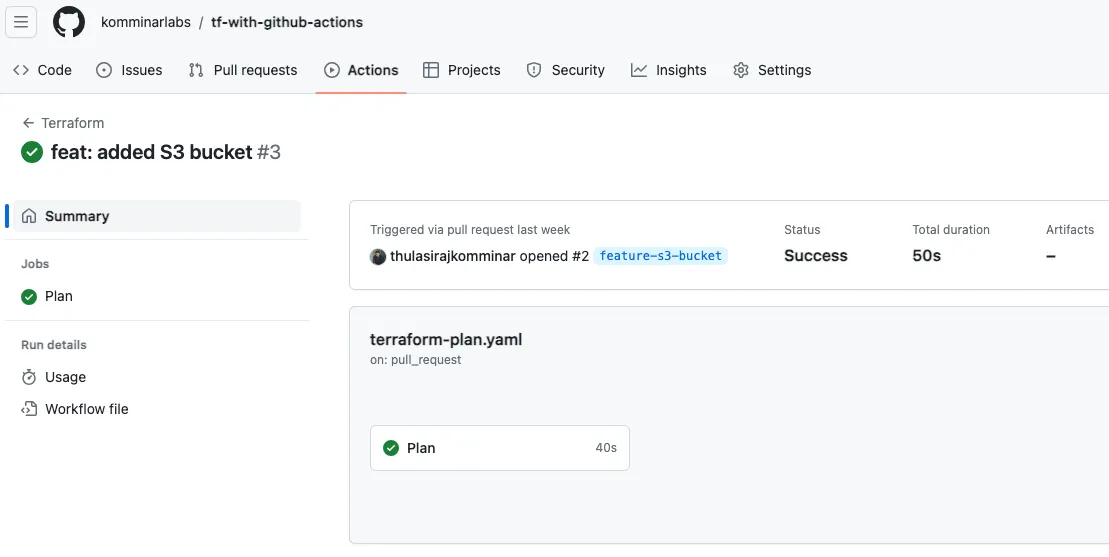 komminarlabs / tf-with-github-actions
Code Issues Pull requests Actions Projects Security Insights Settings
Terraform
feat: added S3 bucket #3
Summary
Jobs
Plan
Run details
Usage
Workflow file
Triggered via pull request last week
thulasirajkomminar opened #2 feature-s3-bucket
Status
Success
Total duration
50s
Artifacts
–
terraform-plan.yaml
on: pull_request
Plan 40s